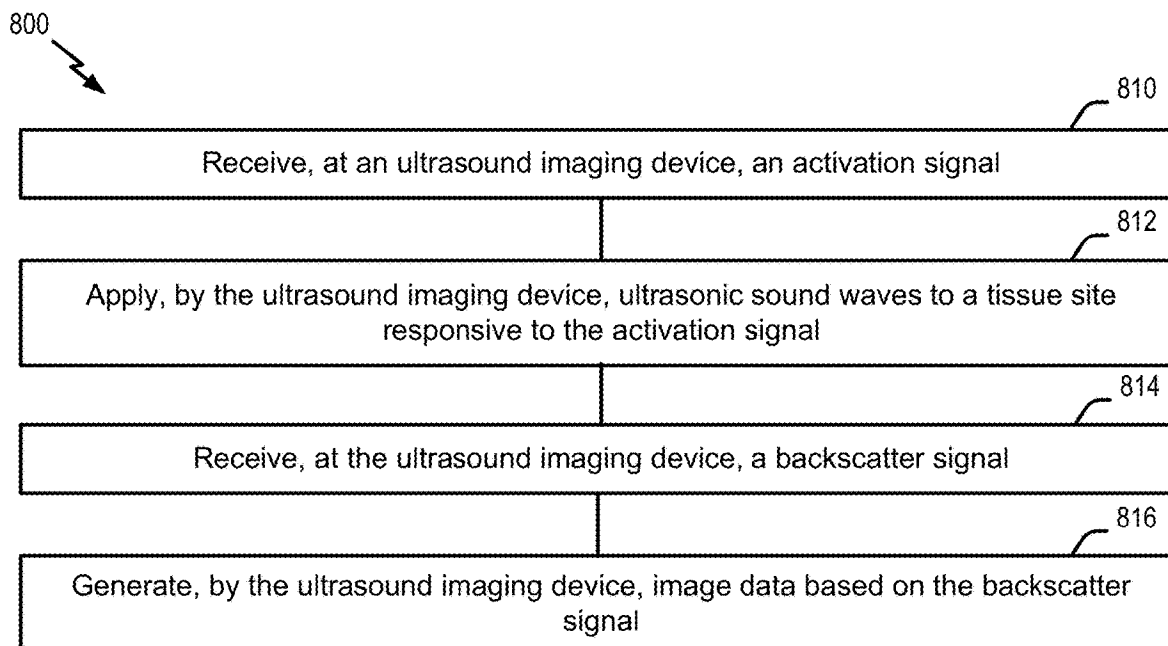 800
810
Receive, at an ultrasound imaging device, an activation signal
812
Apply, by the ultrasound imaging device, ultrasonic sound waves to a tissue site
responsive to the activation signal
814
Receive, at the ultrasound imaging device, a backscatter signal
816
Generate, by the ultrasound imaging device, image data based on the backscatter
signal